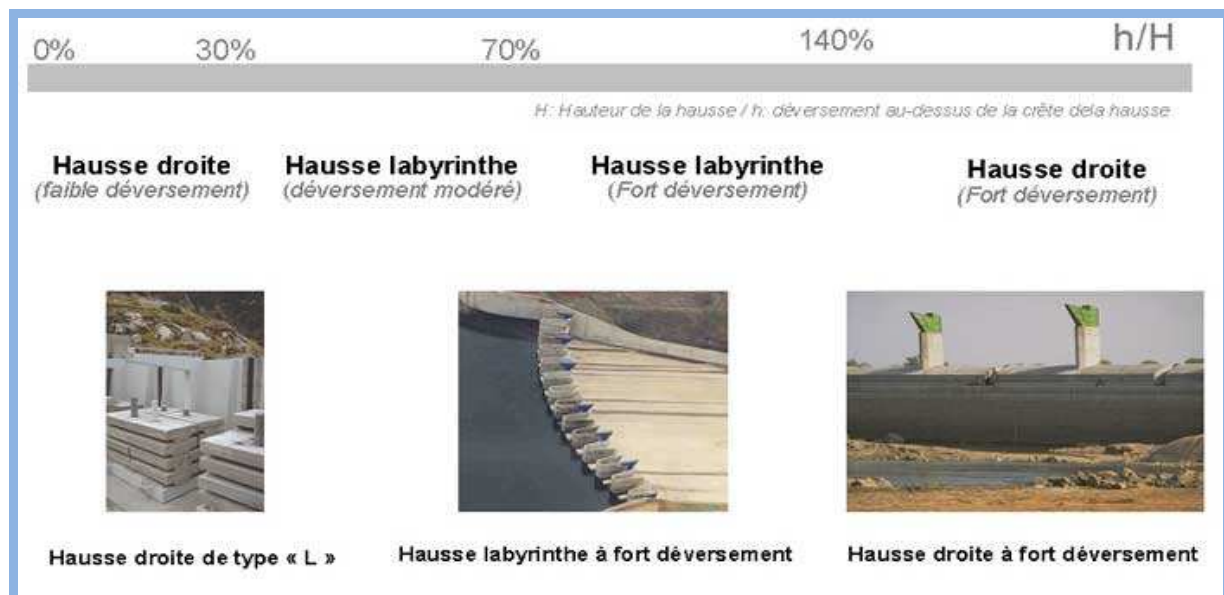 0% 30% 70% 140% h/H
H: Hauteur de la hausse / h: déversement au-dessus de la crête dela hausse
Hausse droite
(faible déversement)
Hausse labyrinthe
(déversement modéré)
Hausse labyrinthe
(Fort déversement)
Hausse droite
(Fort déversement)
Hausse droite de type « L »
Hausse labyrinthe à fort déversement
Hausse droite à fort déversement